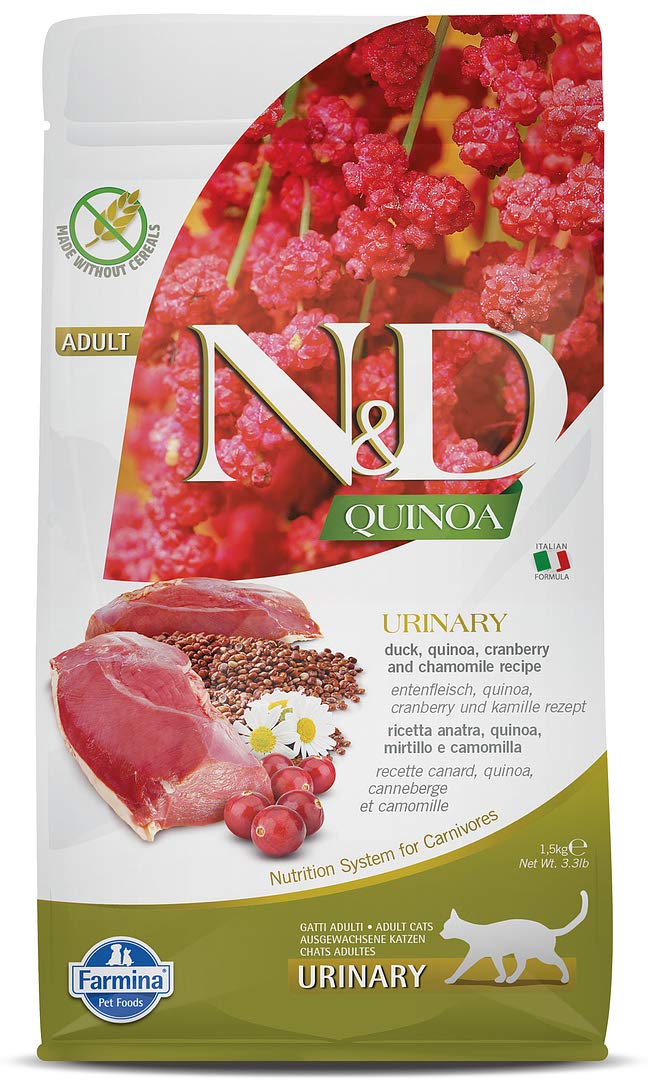 MADE WITHOUT CEREALS
ADULT
N&D
QUINOA
ITALIAN
FORMULA
URINARY
duck, quinoa, cranberry
and chamomile recipe
entenfleisch, quinoa,
cranberry und kamille rezept
ricetta anatra, quinoa,
mirtillo e camomilla
recette canard, quinoa,
canneberge
et camomille
Nutrition System for Carnivores
1,5kg℮
Net Wt. 3.3lb
GATTI ADULTI • ADULT CATS
AUSGEWACHSENE KATZEN
CHATS ADULTES
URINARY
Farmina®
Pet Foods